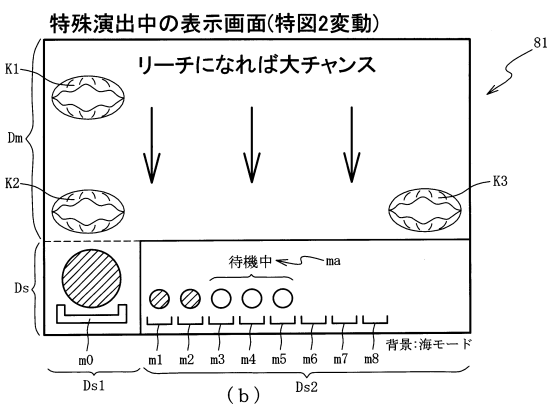 特殊演出中の表示画面(特図2変動)
81
K1
リーチになれば大チャンス
Dm
K2
K3
待機中
ma
Ds
m0
m1
m2
m3
m4
m5
m6
m7
m8
背景:海モード
Ds1
Ds2
(b)